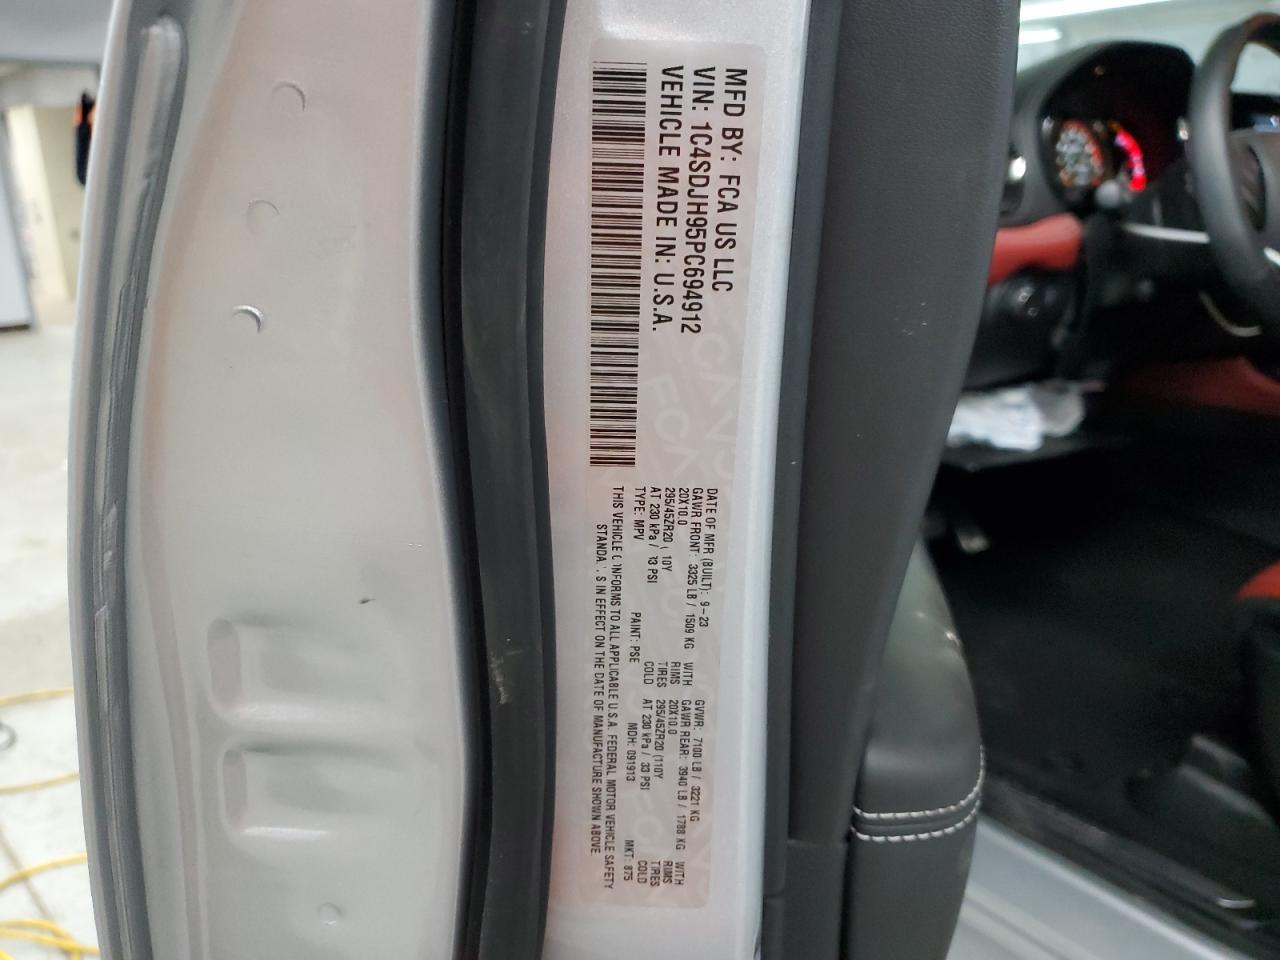 MFD BY: FCA US LLC
VIN: 1C4SDJH95PC694912
VEHICLE MADE IN: U.S.A.
DATE OF MFR (BUILT): 9-23 GVWR: 7100 LB / 3221 KG
GAWR FRONT: 3325 LB / 1509 KG WITH GAWR REAR: 3940 LB / 1788 KG WITH
20X10.0 RIMS 20X10.0 RIMS
295/45ZR20 ( 10Y TIRES 295/45ZR20 (110Y TIRES
AT 230 kPa / 33 PSI COLD AT 230 kPa / 33 PSI COLD
TYPE: MPV PAINT: PSE MDH: 091913 MKT: 875
THIS VEHICLE CONFORMS TO ALL APPLICABLE U.S.A. FEDERAL MOTOR VEHICLE SAFETY
STANDA . S IN EFFECT ON THE DATE OF MANUFACTURE SHOWN ABOVE